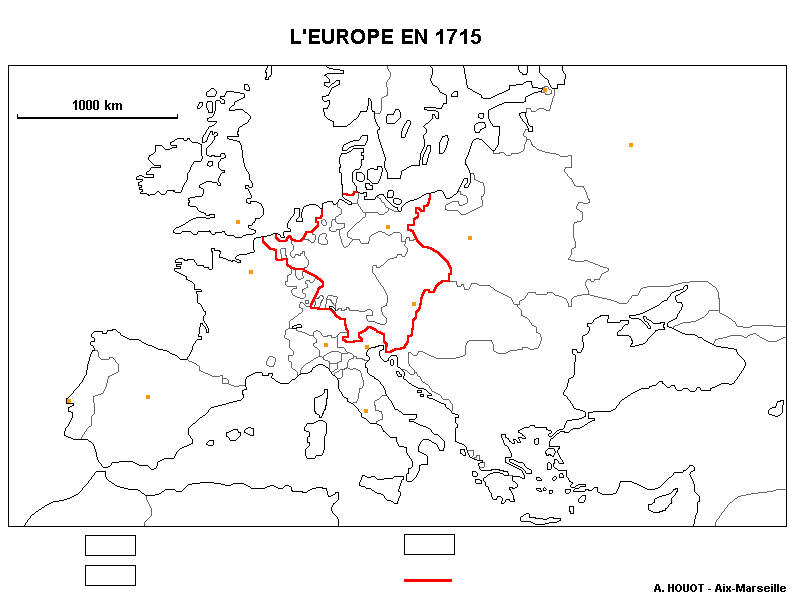 L'EUROPE EN 1715
1000 km
A. HOUOT - Aix-Marseille